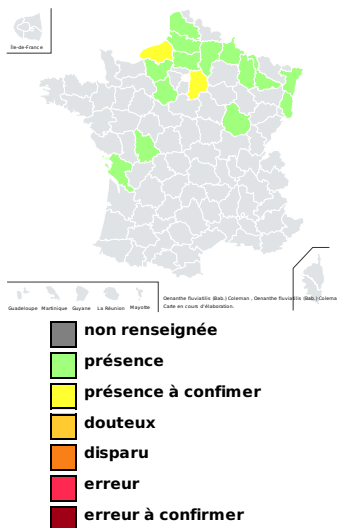 Île-de-France
Guadeloupe Martinique Guyane La Réunion Mayotte
Oenanthe fluviatilis (Bab.) Coleman , Oenanthe fluviatilis (Bab.) Colema
Carte en cours d'élaboration.
non renseignée
présence
présence à confimer
douteux
disparu
erreur
erreur à confirmer